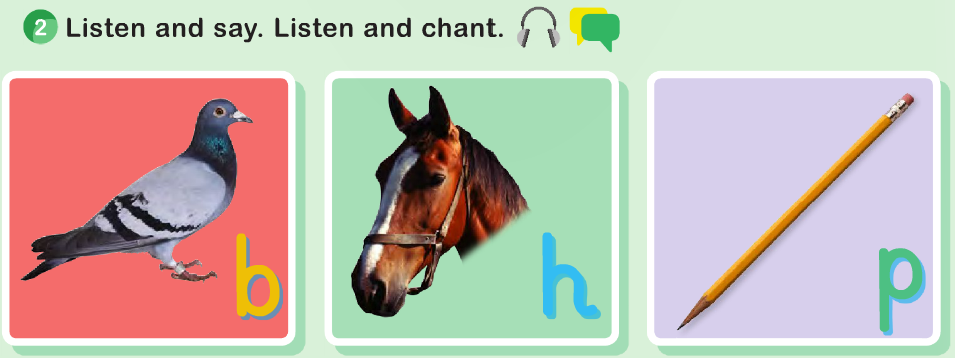 2 Listen and say. Listen and chant.
b h p